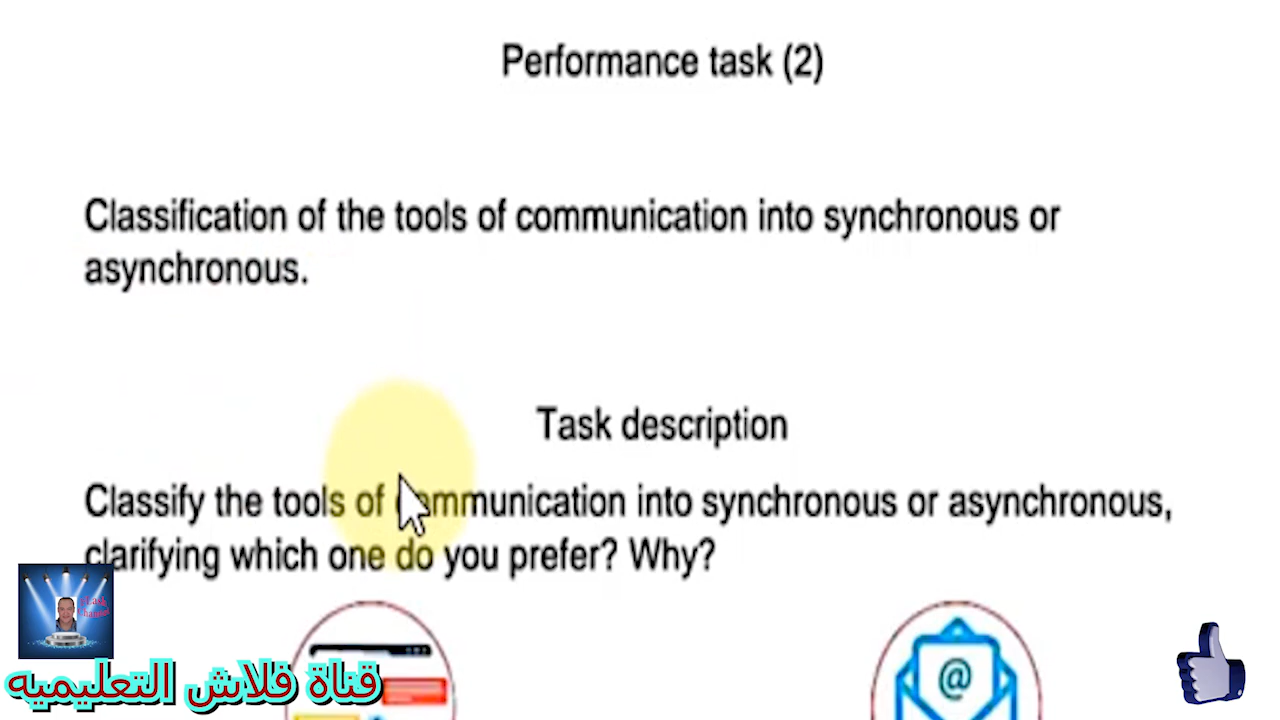 Performance task (2)
Classification of the tools of communication into synchronous or
asynchronous.
Task description
Classify the tools of communication into synchronous or asynchronous,
clarifying which one do you prefer? Why?
@
قناة فلاش التعليميه